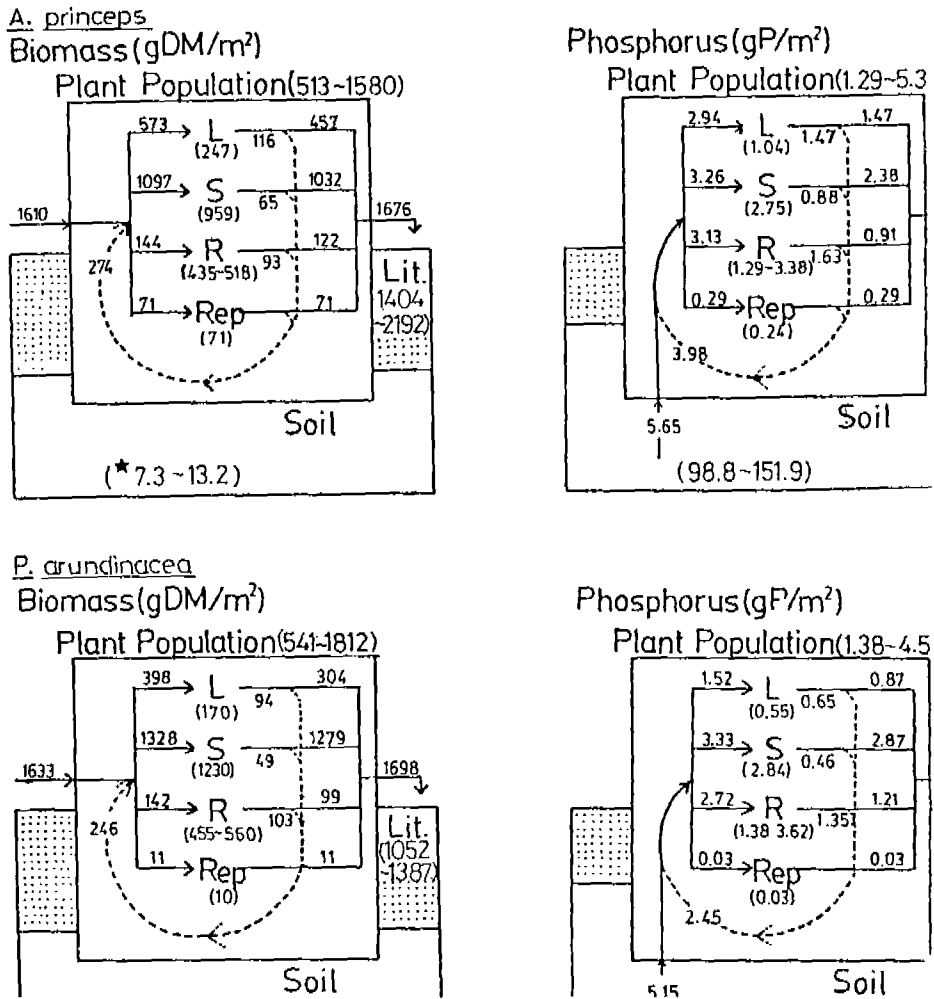 A. princeps
Biomass(gDM/m²)
Plant Population(513~1580)
573 L 457
(247) 116
1097 S 1032
(959) 65
1610
1676
144 R 122
(435~518) 93
274
71 Rep 71
(71)
Lit.
1404
~2192)
Soil
(★7.3~13.2)
Phosphorus(gP/m²)
Plant Population(1.29~5.3
2.94 L 1.47 1.47
(1.04)
3.26 S 0.88 2.38
(2.75)
3.13 R 1.63 0.91
(1.29~3.38)
0.29 Rep 0.29
(0.24)
3.98
Soil
5.65
(98.8~151.9)
P. arundinacea
Biomass(gDM/m²)
Plant Population(541~1812)
398 L 304
(170) 94
1328 S 1279
(1230) 49
1633
1698
142 R 99
(455~560) 103
246
11 Rep 11
(10)
Lit.
(1052
~1387)
Soil
Phosphorus(gP/m²)
Plant Population(1.38~4.5
1.52 L 0.65 0.87
(0.55)
3.33 S 0.46 2.87
(2.84)
2.72 R 1.35 1.21
(1.38 3.62)
0.03 Rep 0.03
(0.03)
2.45
Soil
5.15